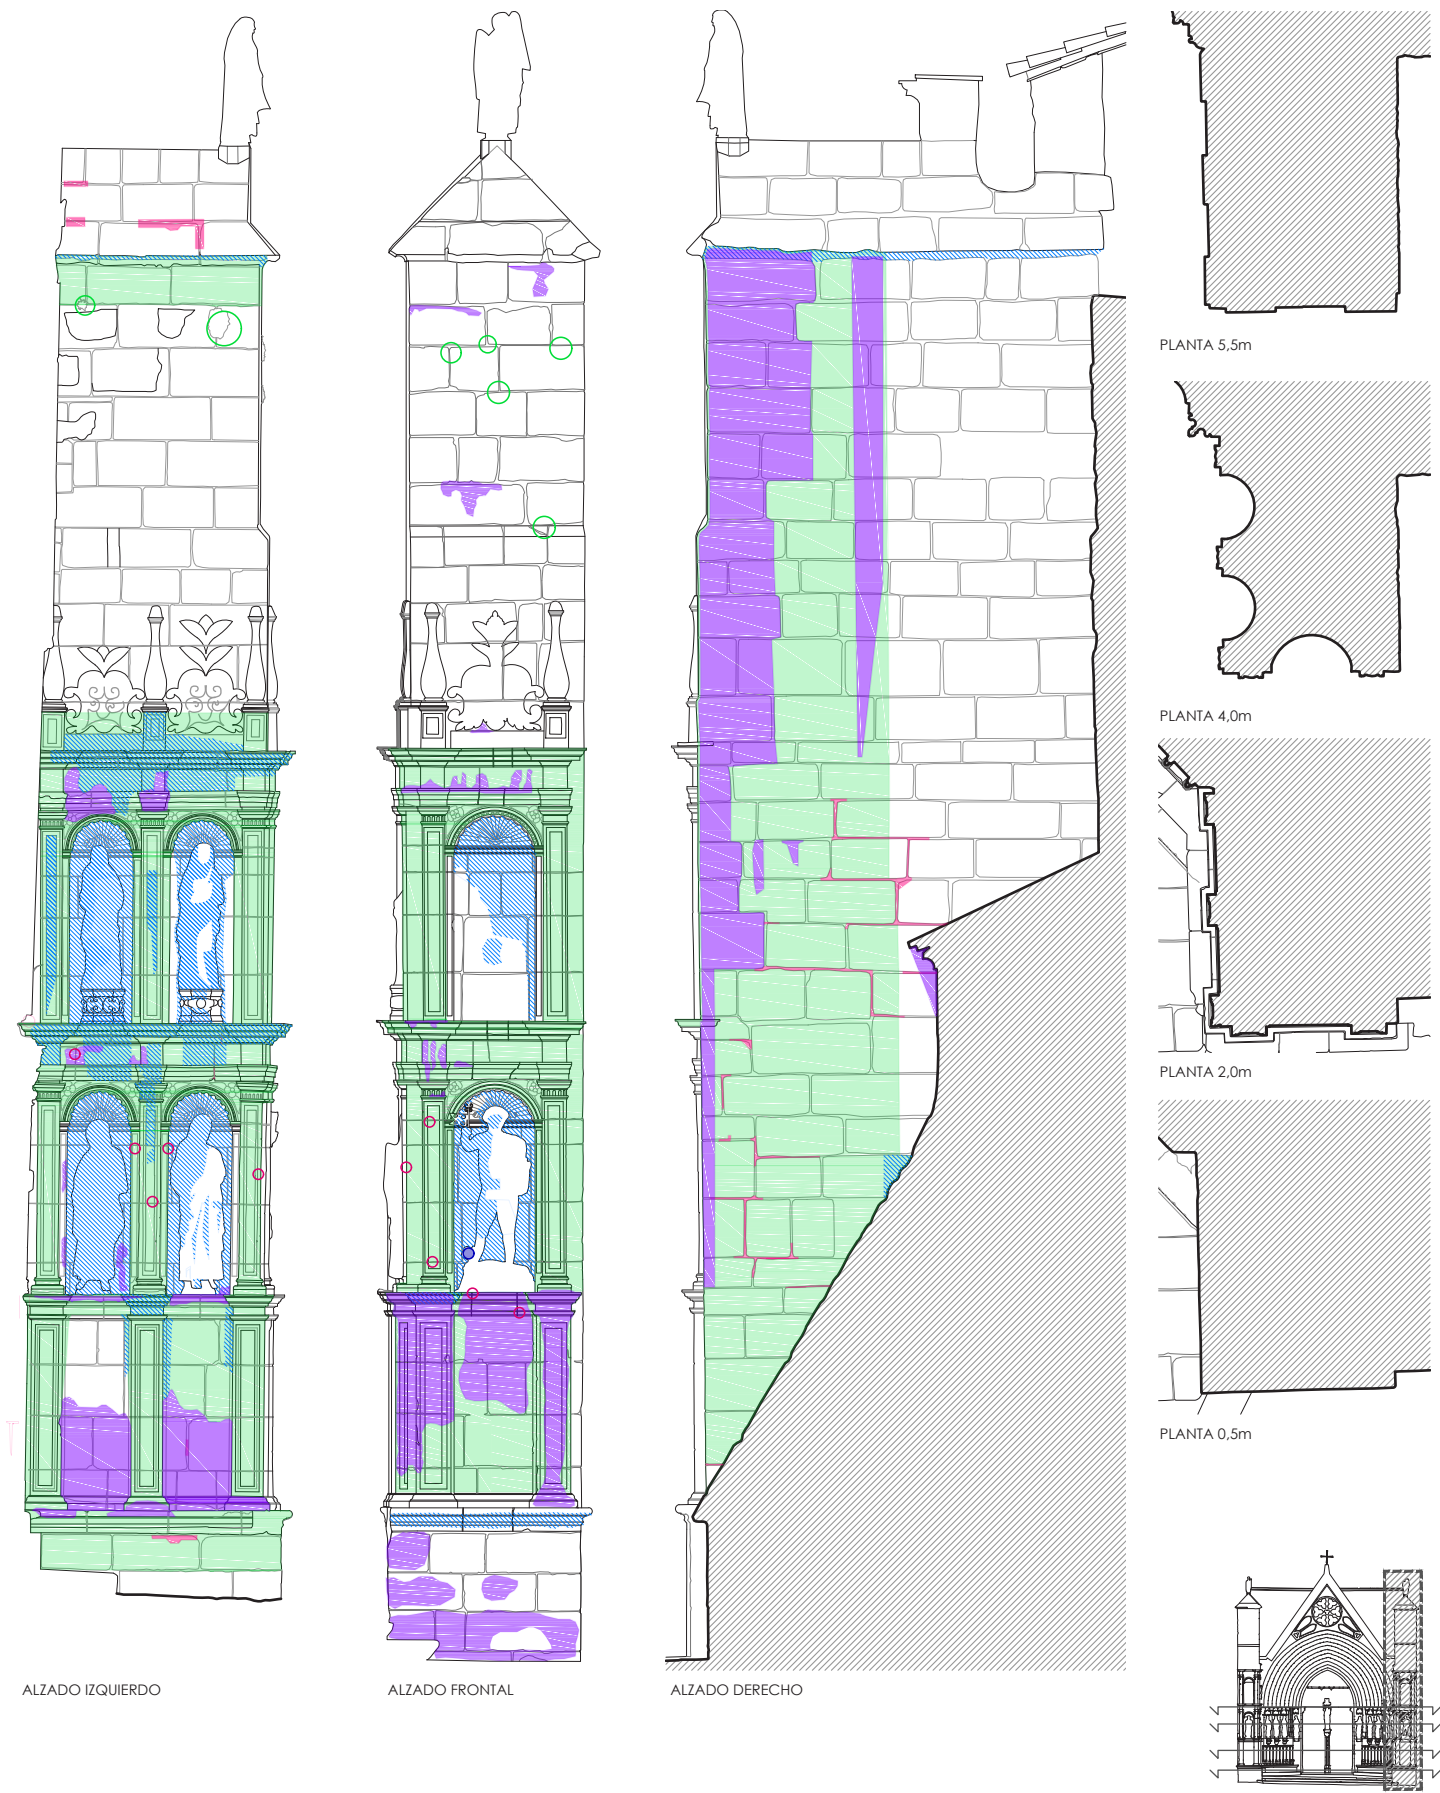 PLANTA 5,5m
PLANTA 4,0m
PLANTA 2,0m
PLANTA 0,5m
ALZADO IZQUIERDO
ALZADO FRONTAL
ALZADO DERECHO